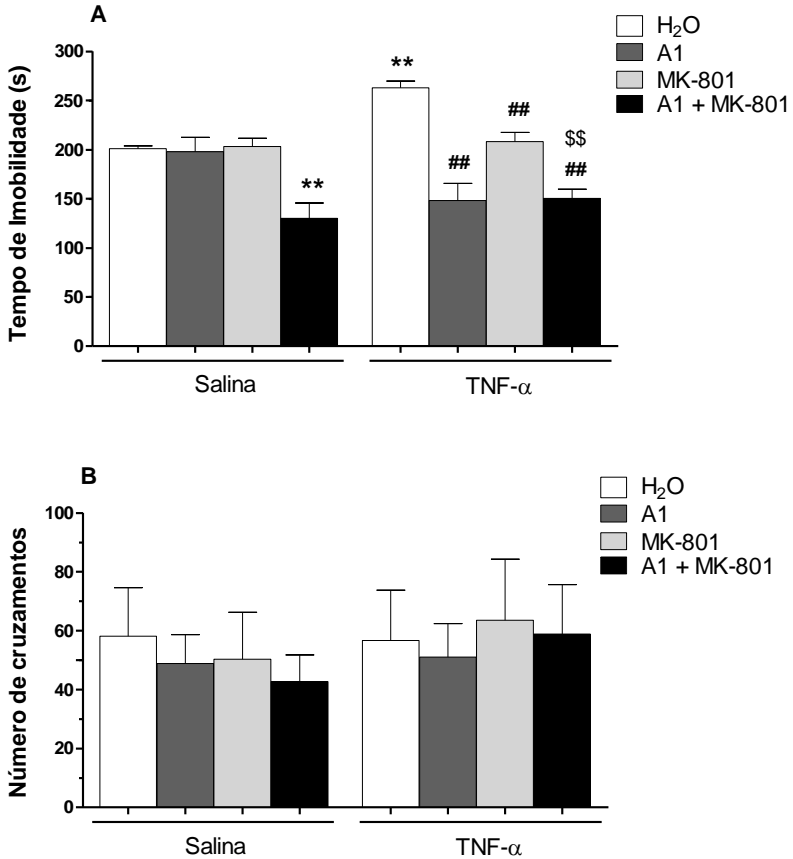 A
H₂O
A1
MK-801
A1 + MK-801
Tempo de Imobilidade (s)
300
250
200
150
100
50
0
**
**
##
##
$$
##
Salina
TNF-α
B
H₂O
A1
MK-801
A1 + MK-801
Número de cruzamentos
100
80
60
40
20
0
Salina
TNF-α